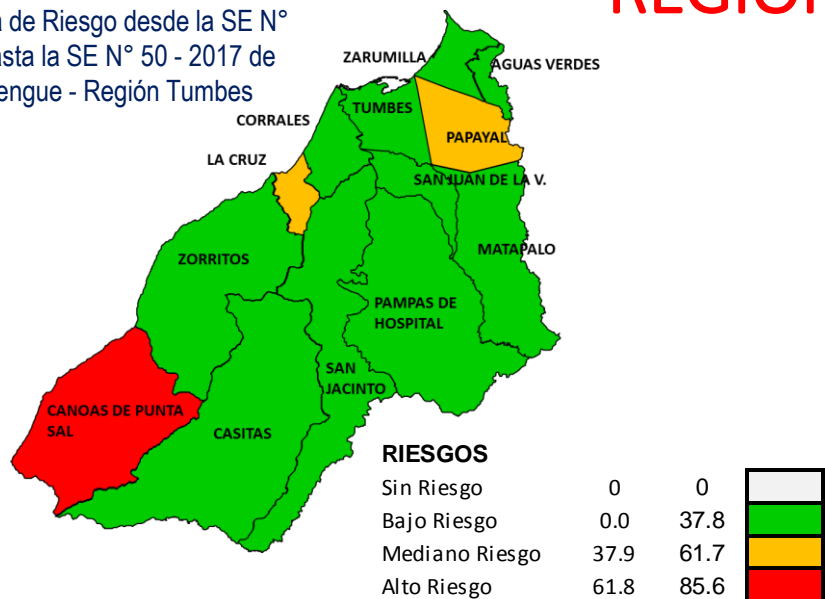 REGION
a de Riesgo desde la SE N°
asta la SE N° 50 - 2017 de
engue - Región Tumbes
ZARUMILLA
AGUAS VERDES
TUMBES
CORRALES
PAPAYAL
LA CRUZ
SAN JUAN DE LA V.
MATAPALO
ZORRITOS
PAMPAS DE
HOSPITAL
SAN
JACINTO
CANOAS DE PUNTA
SAL
CASITAS
RIESGOS
Sin Riesgo 0 0
Bajo Riesgo 0.0 37.8
Mediano Riesgo 37.9 61.7
Alto Riesgo 61.8 85.6